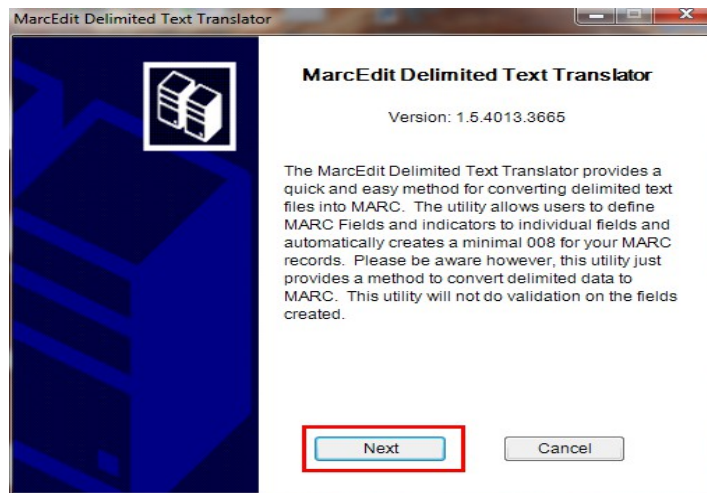 MarcEdit Delimited Text Translator
MarcEdit Delimited Text Translator
Version: 1.5.4013.3665
The MarcEdit Delimited Text Translator provides a
quick and easy method for converting delimited text
files into MARC. The utility allows users to define
MARC Fields and indicators to individual fields and
automatically creates a minimal 008 for your MARC
records. Please be aware however, this utility just
provides a method to convert delimited data to
MARC. This utility will not do validation on the fields
created.
Next Cancel